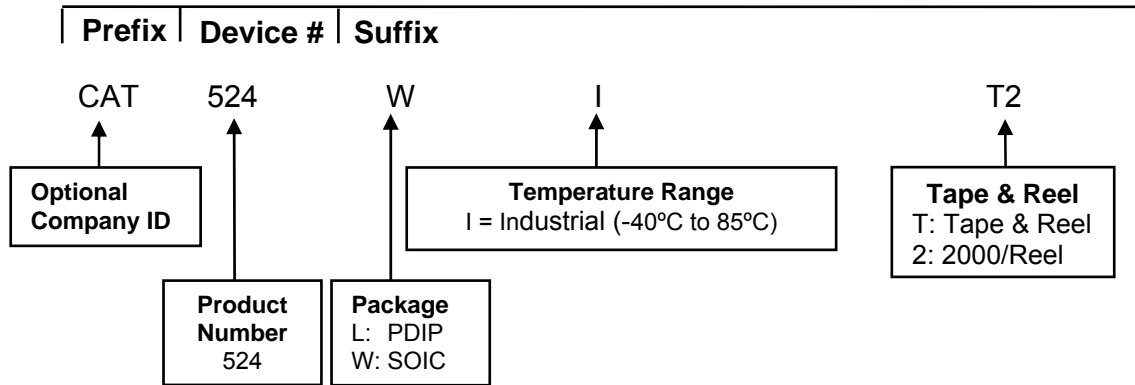 Prefix Device # Suffix
CAT 524 W I T2
Optional
Company ID
Temperature Range
I = Industrial (-40ºC to 85ºC)
Tape & Reel
T: Tape & Reel
2: 2000/Reel
Product
Number
524
Package
L: PDIP
W: SOIC